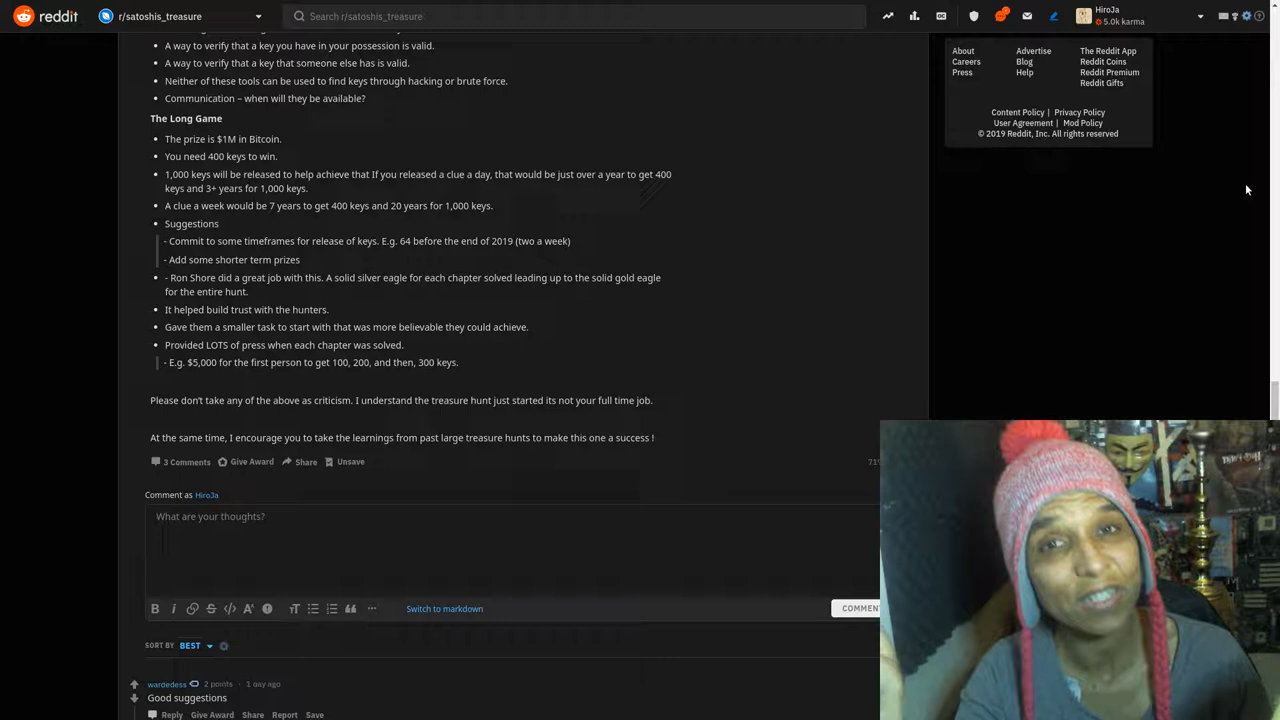 reddit
r/satoshis_treasure
Search r/satoshis_treasure
HiroJa
5.0k karma
A way to verify that a key you have in your possession is valid.
A way to verify that a key that someone else has is valid.
Neither of these tools can be used to find keys through hacking or brute force.
Communication – when will they be available?
The Long Game
The prize is $1M in Bitcoin.
You need 400 keys to win.
1,000 keys will be released to help achieve that If you released a clue a day, that would be just over a year to get 400
keys and 3+ years for 1,000 keys.
A clue a week would be 7 years to get 400 keys and 20 years for 1,000 keys.
Suggestions
- Commit to some timeframes for release of keys. E.g. 64 before the end of 2019 (two a week)
- Add some shorter term prizes
- Ron Shore did a great job with this. A solid silver eagle for each chapter solved leading up to the solid gold eagle
for the entire hunt.
It helped build trust with the hunters.
Gave them a smaller task to start with that was more believable they could achieve.
Provided LOTS of press when each chapter was solved.
- E.g. $5,000 for the first person to get 100, 200, and then, 300 keys.
Please don't take any of the above as criticism. I understand the treasure hunt just started its not your full time job.
At the same time, I encourage you to take the learnings from past large treasure hunts to make this one a success !
3 Comments Give Award Share Unsave
Comment as HiroJa
What are your thoughts?
Switch to markdown
COMMENT
SORT BY BEST
wardedess 2 points · 1 day ago
Good suggestions
Reply Give Award Share Report Save
About Advertise The Reddit App
Careers Blog Reddit Coins
Press Help Reddit Premium
Reddit Gifts
Content Policy | Privacy Policy
User Agreement | Mod Policy
© 2019 Reddit, Inc. All rights reserved